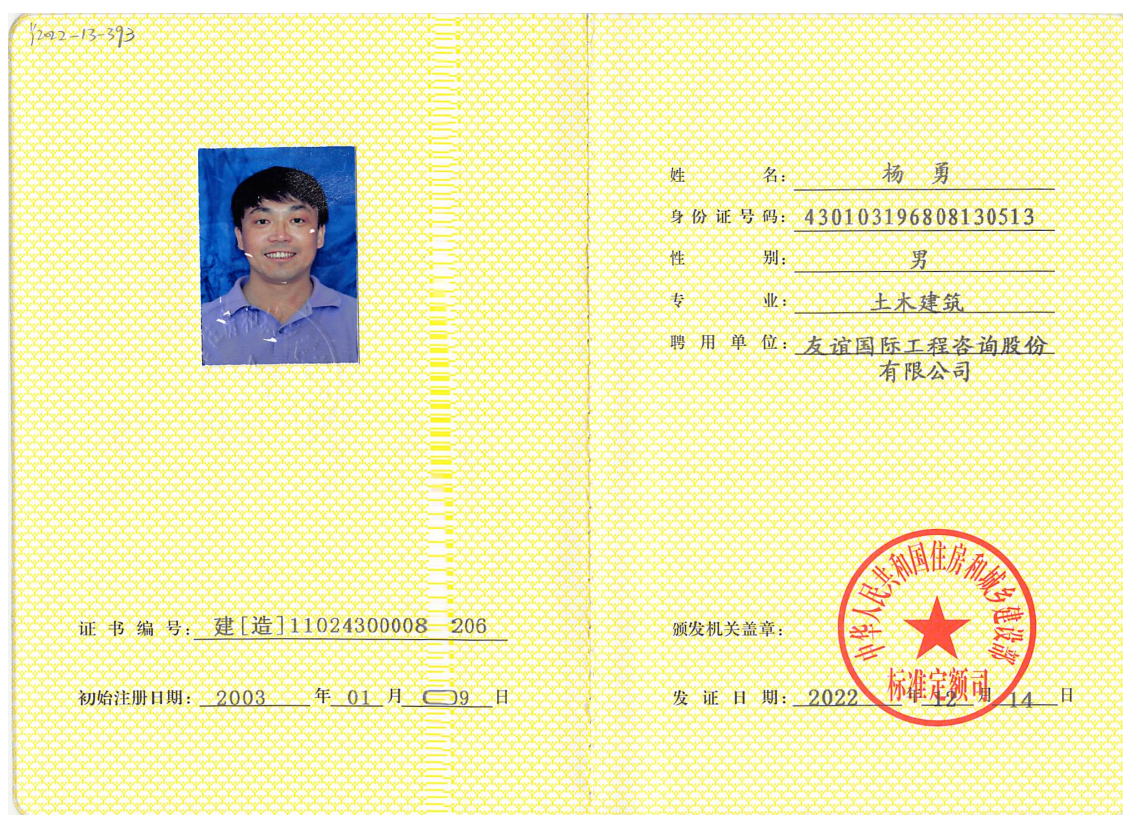 Y2022-13-393
姓 名: 杨 勇
身份证号码: 430103196808130513
性 别: 男
专 业: 土木建筑
聘用单位: 友谊国际工程咨询股份
有限公司
证书编号: 建[造]11024300008 206
初始注册日期: 2003 年 01 月 9 日
颁发机关盖章:
中华人民共和国住房和城乡建设部
标准定额司
发证日期: 2022 年 12 月 14 日